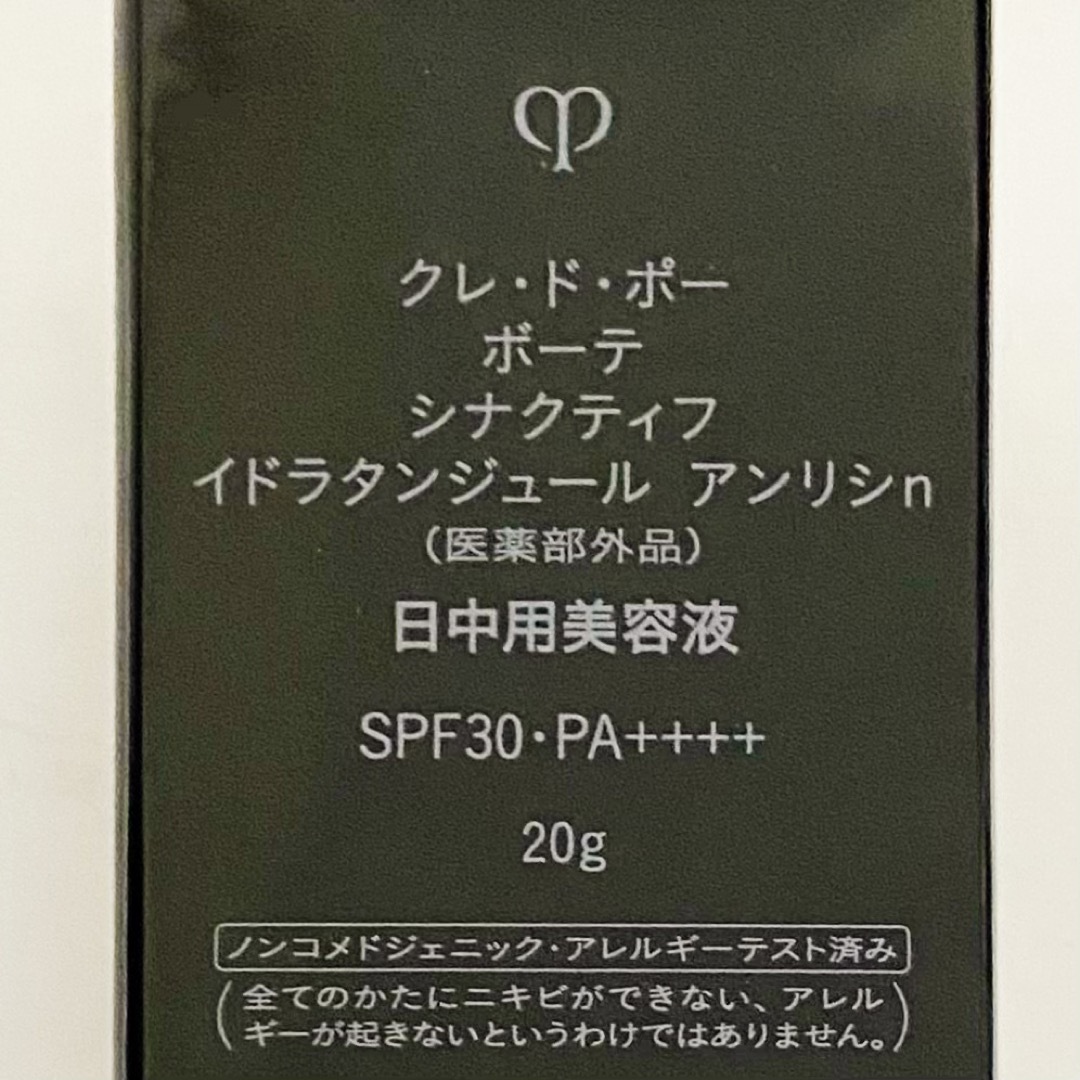 クレ・ド・ポー
ボーテ
シナクティフ
イドラタンジュール アンリシn
(医薬部外品)
日中用美容液
SPF30・PA++++
20g
ノンコメドジェニック・アレルギーテスト済み
(全てのかたにニキビができない、アレル
ギーが起きないというわけではありません。)